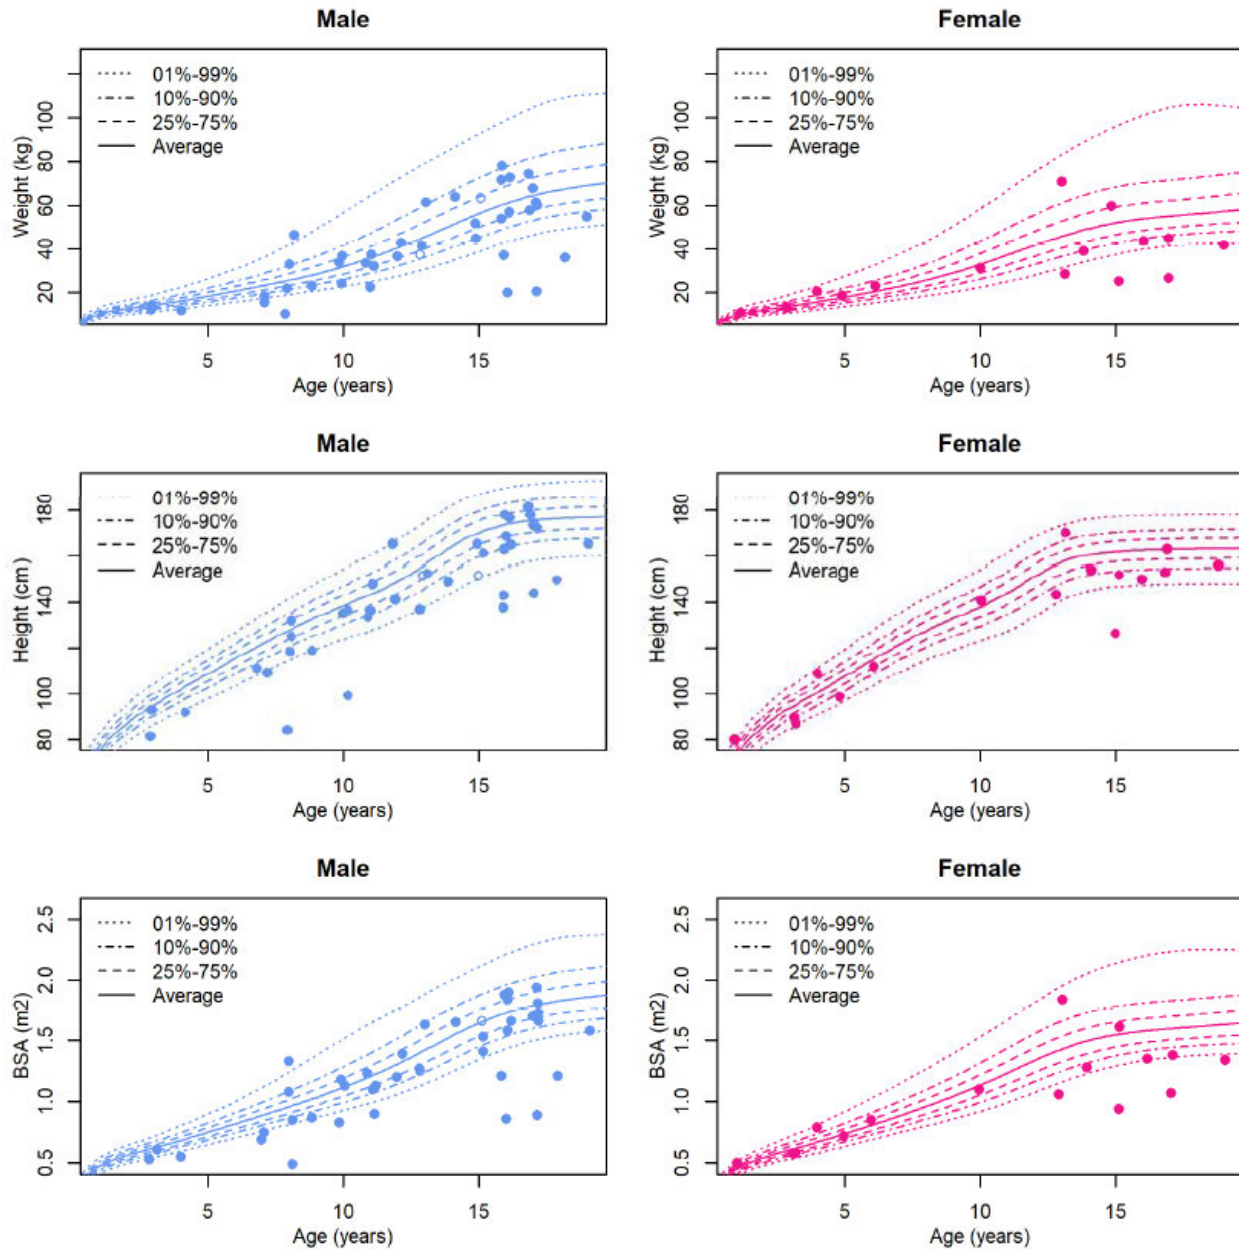 Male
Female
01%-99%
10%-90%
25%-75%
Average
Weight (kg)
20
40
60
80
100
5
10
15
Age (years)
01%-99%
10%-90%
25%-75%
Average
Weight (kg)
20
40
60
80
100
5
10
15
Age (years)
Male
Female
01%-99%
10%-90%
25%-75%
Average
Height (cm)
80
100
140
180
5
10
15
Age (years)
01%-99%
10%-90%
25%-75%
Average
Height (cm)
80
100
140
180
5
10
15
Age (years)
Male
Female
01%-99%
10%-90%
25%-75%
Average
BSA (m2)
0.5
1.0
1.5
2.0
2.5
5
10
15
Age (years)
01%-99%
10%-90%
25%-75%
Average
BSA (m2)
0.5
1.0
1.5
2.0
2.5
5
10
15
Age (years)